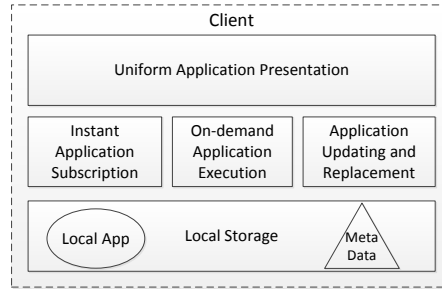 Client
Uniform Application Presentation
Instant
Application
Subscription
On-demand
Application
Execution
Application
Updating and
Replacement
Local App
Local Storage
Meta
Data